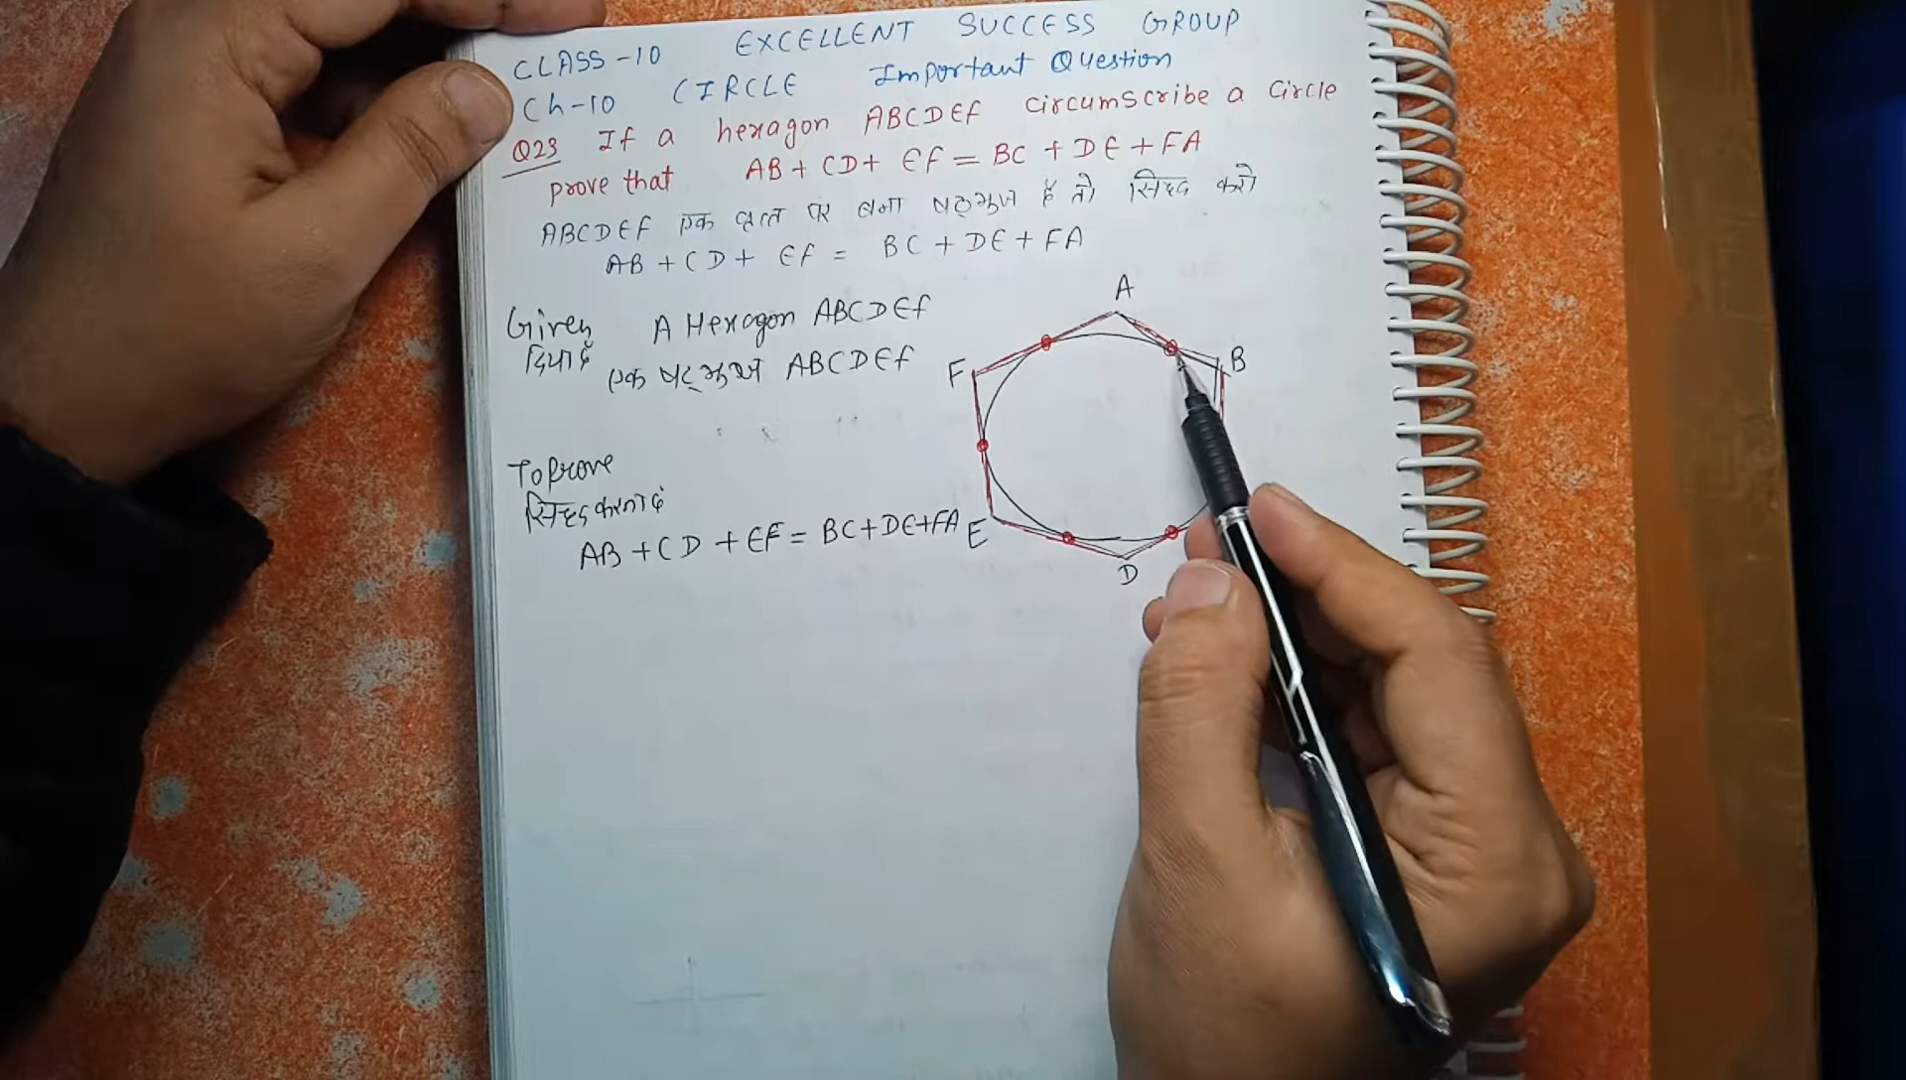 CLASS-10 EXCELLENT SUCCESS GROUP
Ch-10 CIRCLE Important Question
Q23 If a hexagon ABCDEF circumscribe a circle
prove that AB + CD + EF = BC + DE + FA
ABCDEF एक वृत्त पर बना षट्भुज है तो सिद्ध करो
AB + CD + EF = BC + DE + FA
Given A Hexagon ABCDEF
दिया है एक षट्भुज ABCDEF
To Prove
सिद्ध करना है
AB + CD + EF = BC + DE + FA
A
B
F
E
D